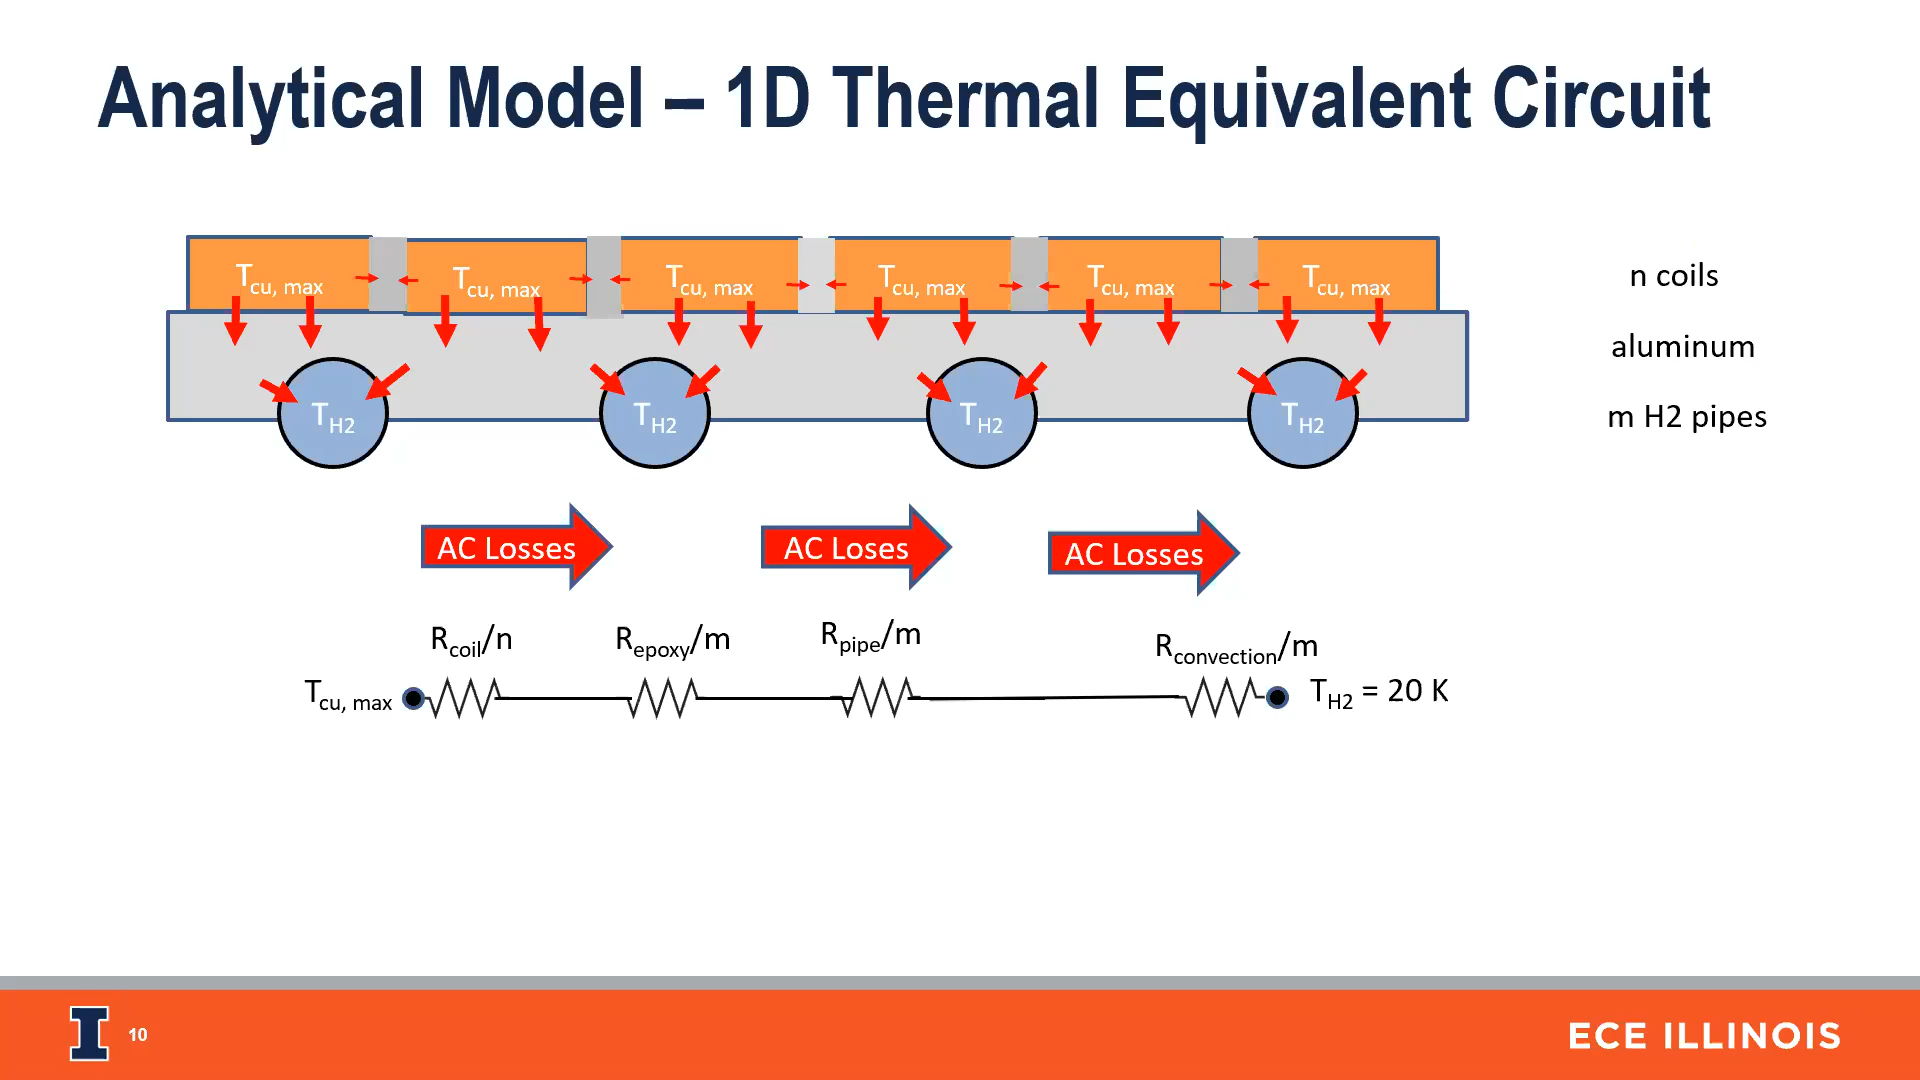 Analytical Model – 1D Thermal Equivalent Circuit
Tcu, max Tcu, max Tcu, max Tcu, max Tcu, max Tcu, max
n coils
aluminum
m H2 pipes
TH2 TH2 TH2 TH2
AC Losses AC Loses AC Losses
Rcoil/n Repoxy/m Rpipe/m Rconvection/m
Tcu, max TH2 = 20 K
I 10 ECE ILLINOIS